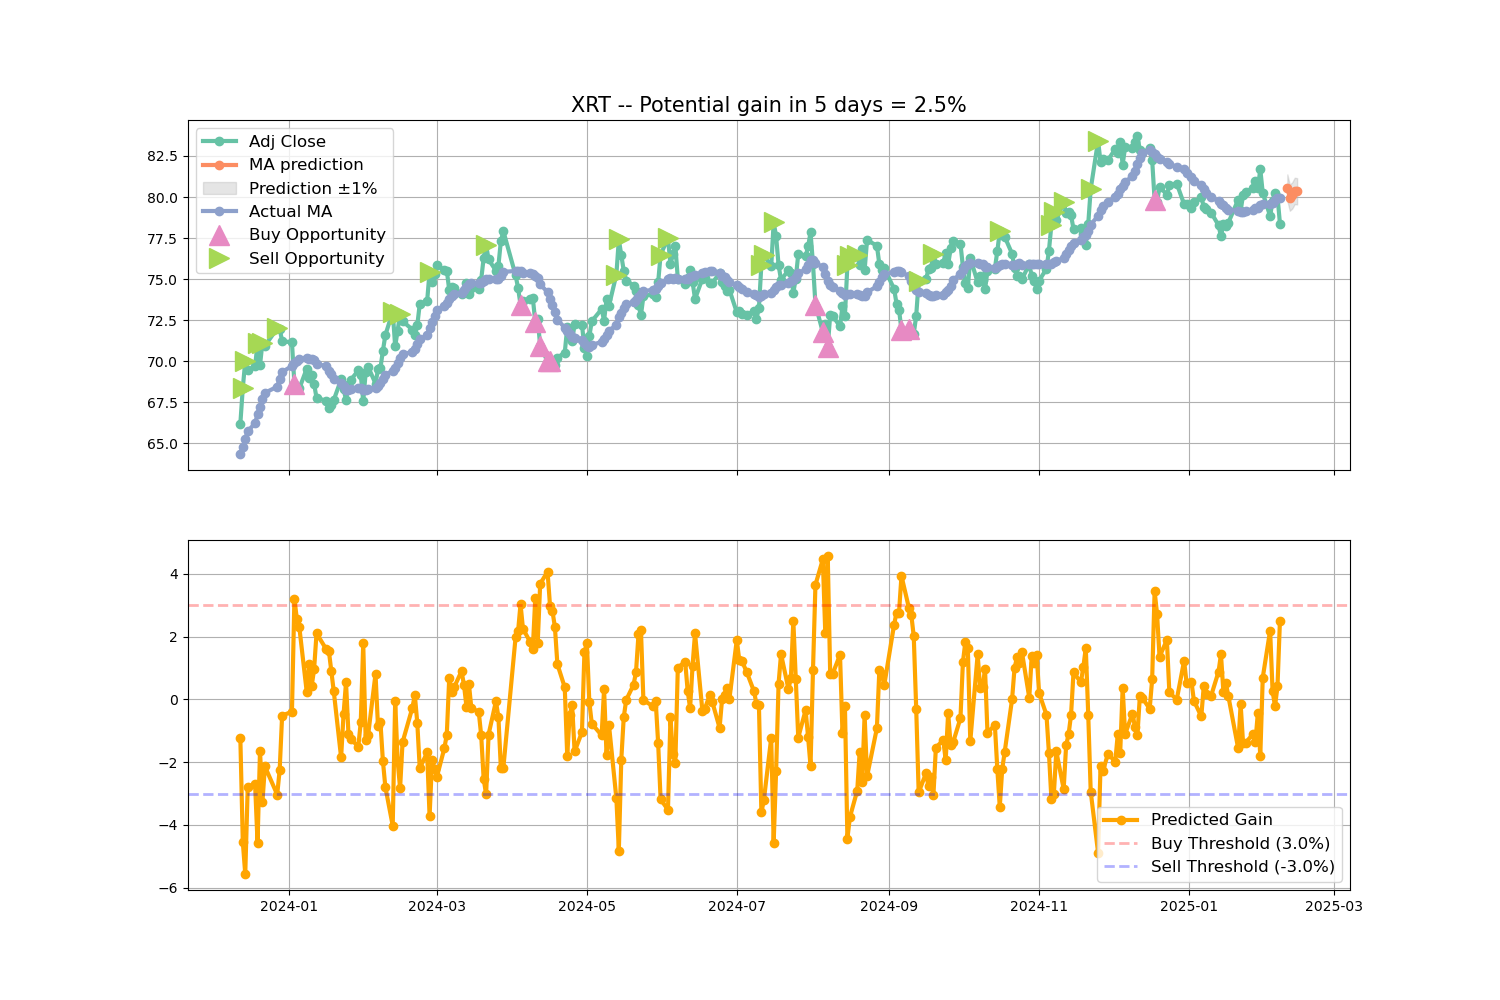 XRT -- Potential gain in 5 days = 2.5%
82.5
80.0
77.5
75.0
72.5
70.0
67.5
65.0
Adj Close
MA prediction
Prediction ±1%
Actual MA
Buy Opportunity
Sell Opportunity
4
2
0
−2
−4
−6
Predicted Gain
Buy Threshold (3.0%)
Sell Threshold (-3.0%)
2024-01
2024-03
2024-05
2024-07
2024-09
2024-11
2025-01
2025-03